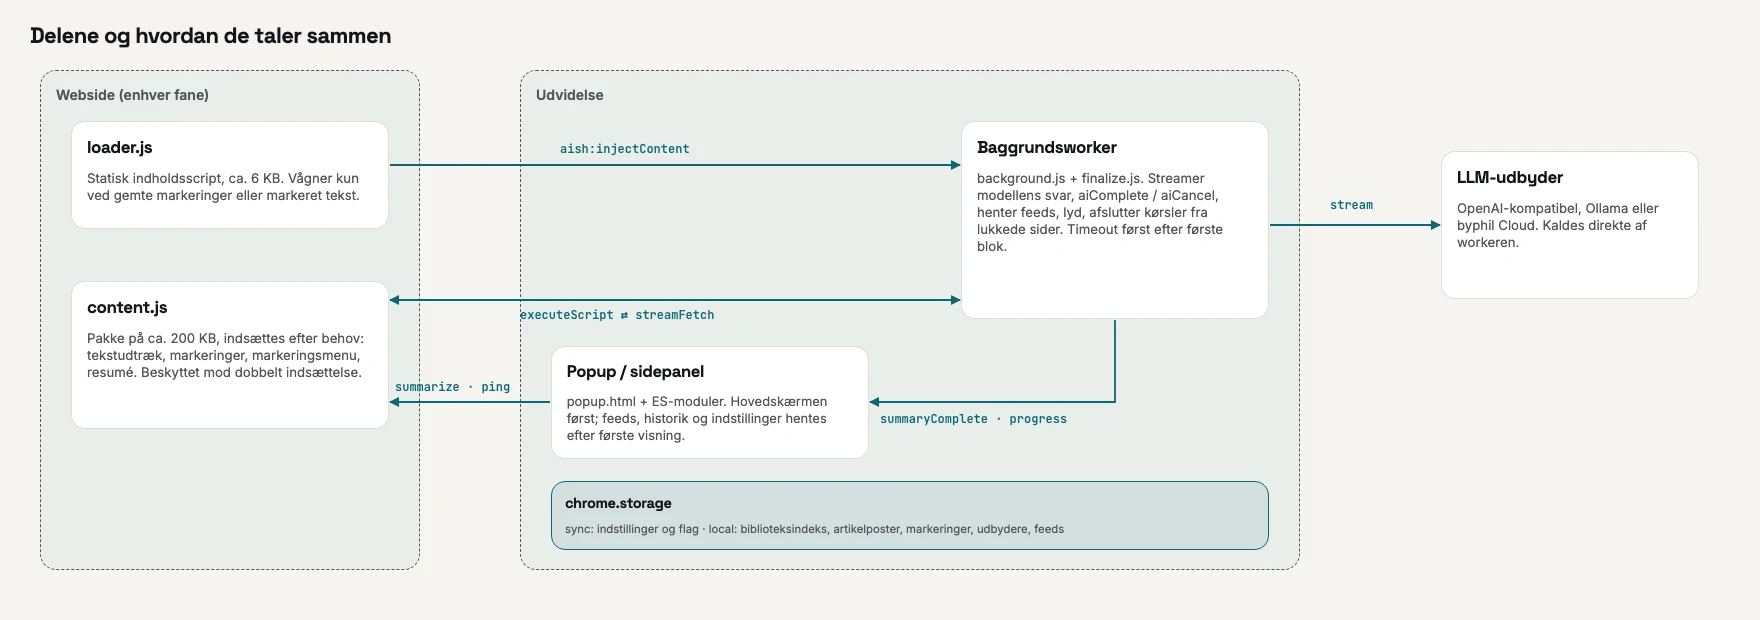 Delene og hvordan de taler sammen
Webside (enhver fane)
loader.js
Statisk indholdsscript, ca. 6 KB. Vågner kun
ved gemte markeringer eller markeret tekst.
content.js
Pakke på ca. 200 KB, indsættes efter behov:
tekstudtræk, markeringer, markeringsmenu,
resumé. Beskyttet mod dobbelt indsættelse.
Udvidelse
aish:injectContent
executeScript ⇄ streamFetch
summarize · ping
Baggrundsworker
background.js + finalize.js. Streamer
modellens svar, aiComplete / aiCancel,
henter feeds, lyd, afslutter kørsler fra
lukkede sider. Timeout først efter første
blok.
Popup / sidepanel
popup.html + ES-moduler. Hovedskærmen
først; feeds, historik og indstillinger hentes
efter første visning.
summaryComplete · progress
chrome.storage
sync: indstillinger og flag · local: biblioteksindeks, artikelposter, markeringer, udbydere, feeds
stream
LLM-udbyder
OpenAI-kompatibel, Ollama eller
byphil Cloud. Kaldes direkte af
workeren.